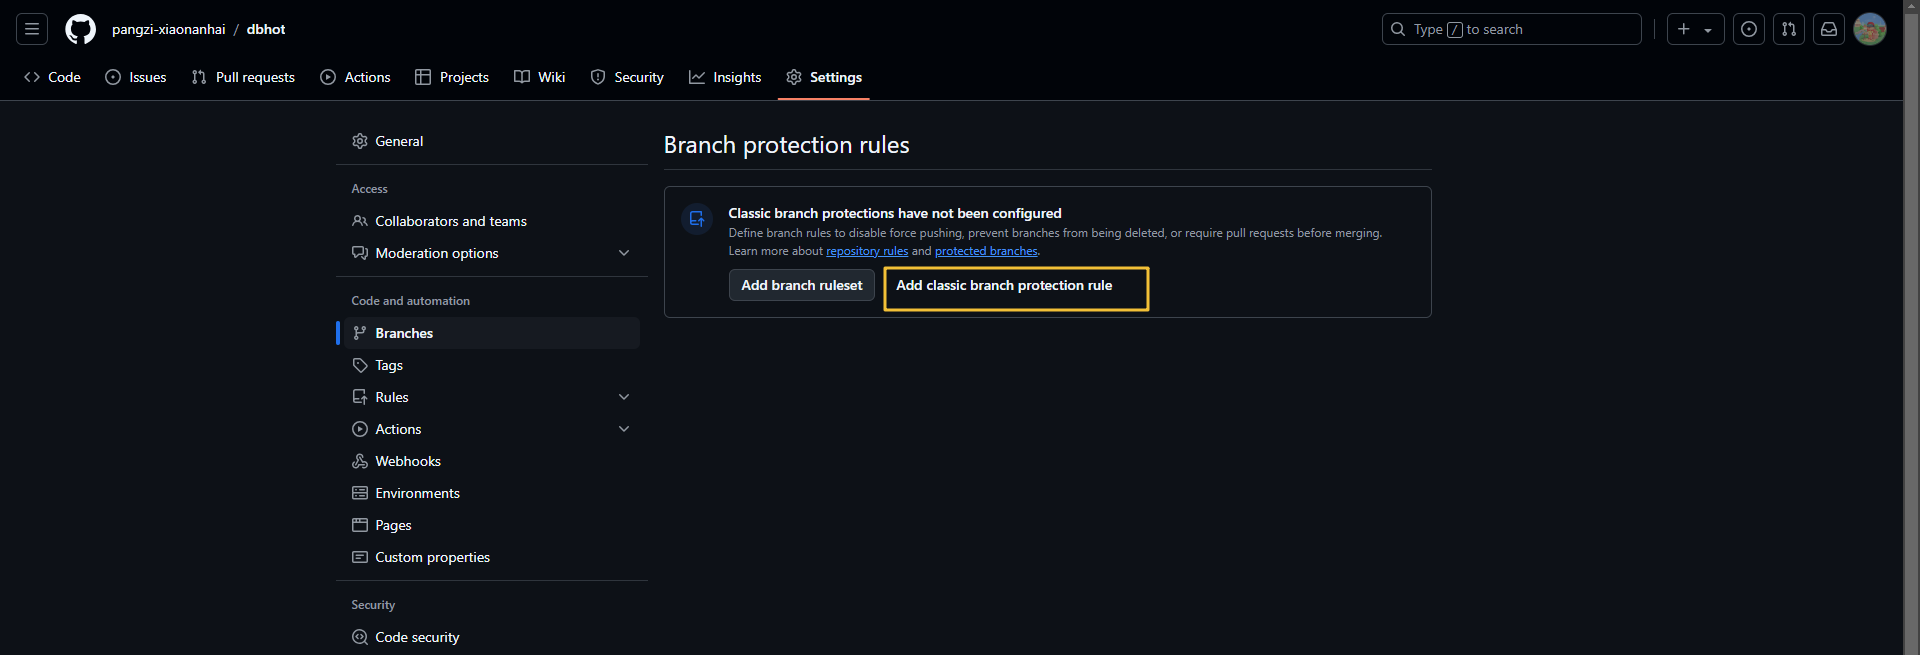 pangzi-xiaonanhai / dbhot
Type / to search
Code Issues Pull requests Actions Projects Wiki Security Insights Settings
General
Access
Collaborators and teams
Moderation options
Code and automation
Branches
Tags
Rules
Actions
Webhooks
Environments
Pages
Custom properties
Security
Code security
Branch protection rules
Classic branch protections have not been configured
Define branch rules to disable force pushing, prevent branches from being deleted, or require pull requests before merging.
Learn more about repository rules and protected branches.
Add branch ruleset Add classic branch protection rule